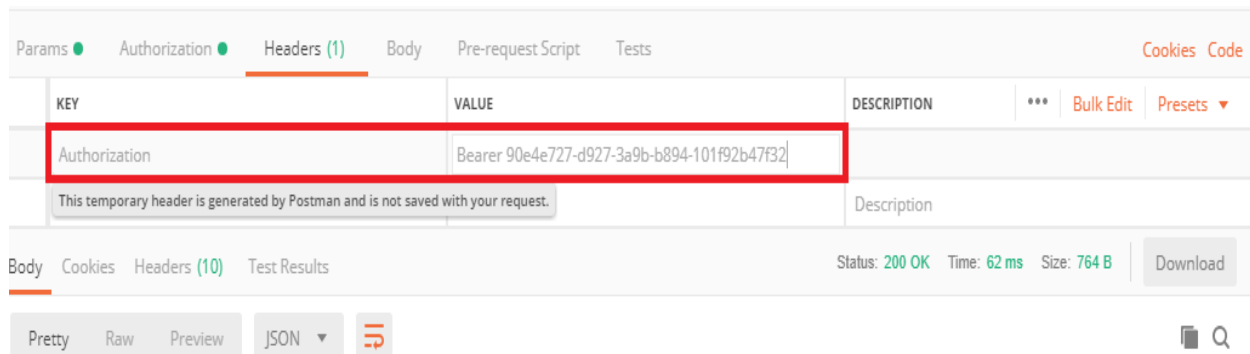 Params Authorization Headers (1) Body Pre-request Script Tests Cookies Code
KEY VALUE DESCRIPTION ••• Bulk Edit Presets ▼
Authorization Bearer 90e4e727-d927-3a9b-b894-101f92b47f32
This temporary header is generated by Postman and is not saved with your request. Description
Body Cookies Headers (10) Test Results Status: 200 OK Time: 62 ms Size: 764 B Download
Pretty Raw Preview JSON ▼